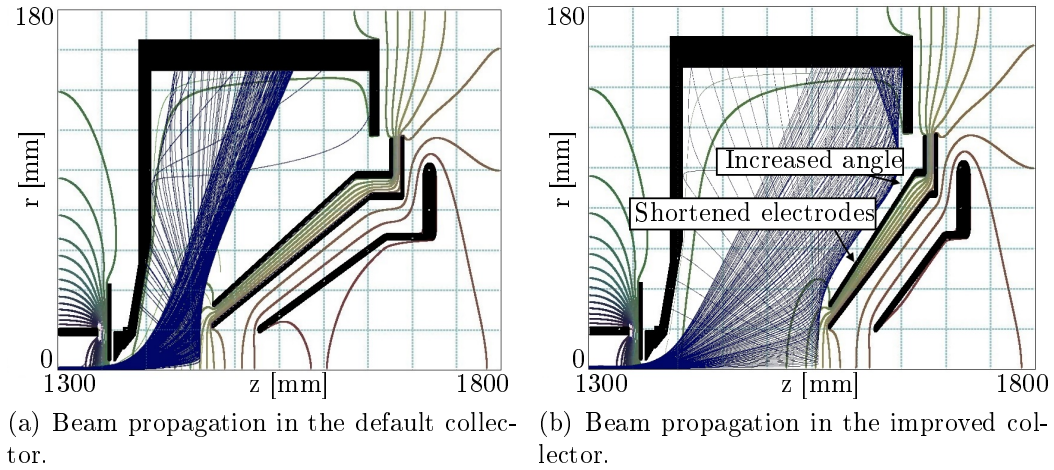 180
r [mm]
0
1300
z [mm]
1800
(a) Beam propagation in the default collec-
tor.
180
r [mm]
0
1300
z [mm]
1800
Increased angle
Shortened electrodes
(b) Beam propagation in the improved col-
lector.